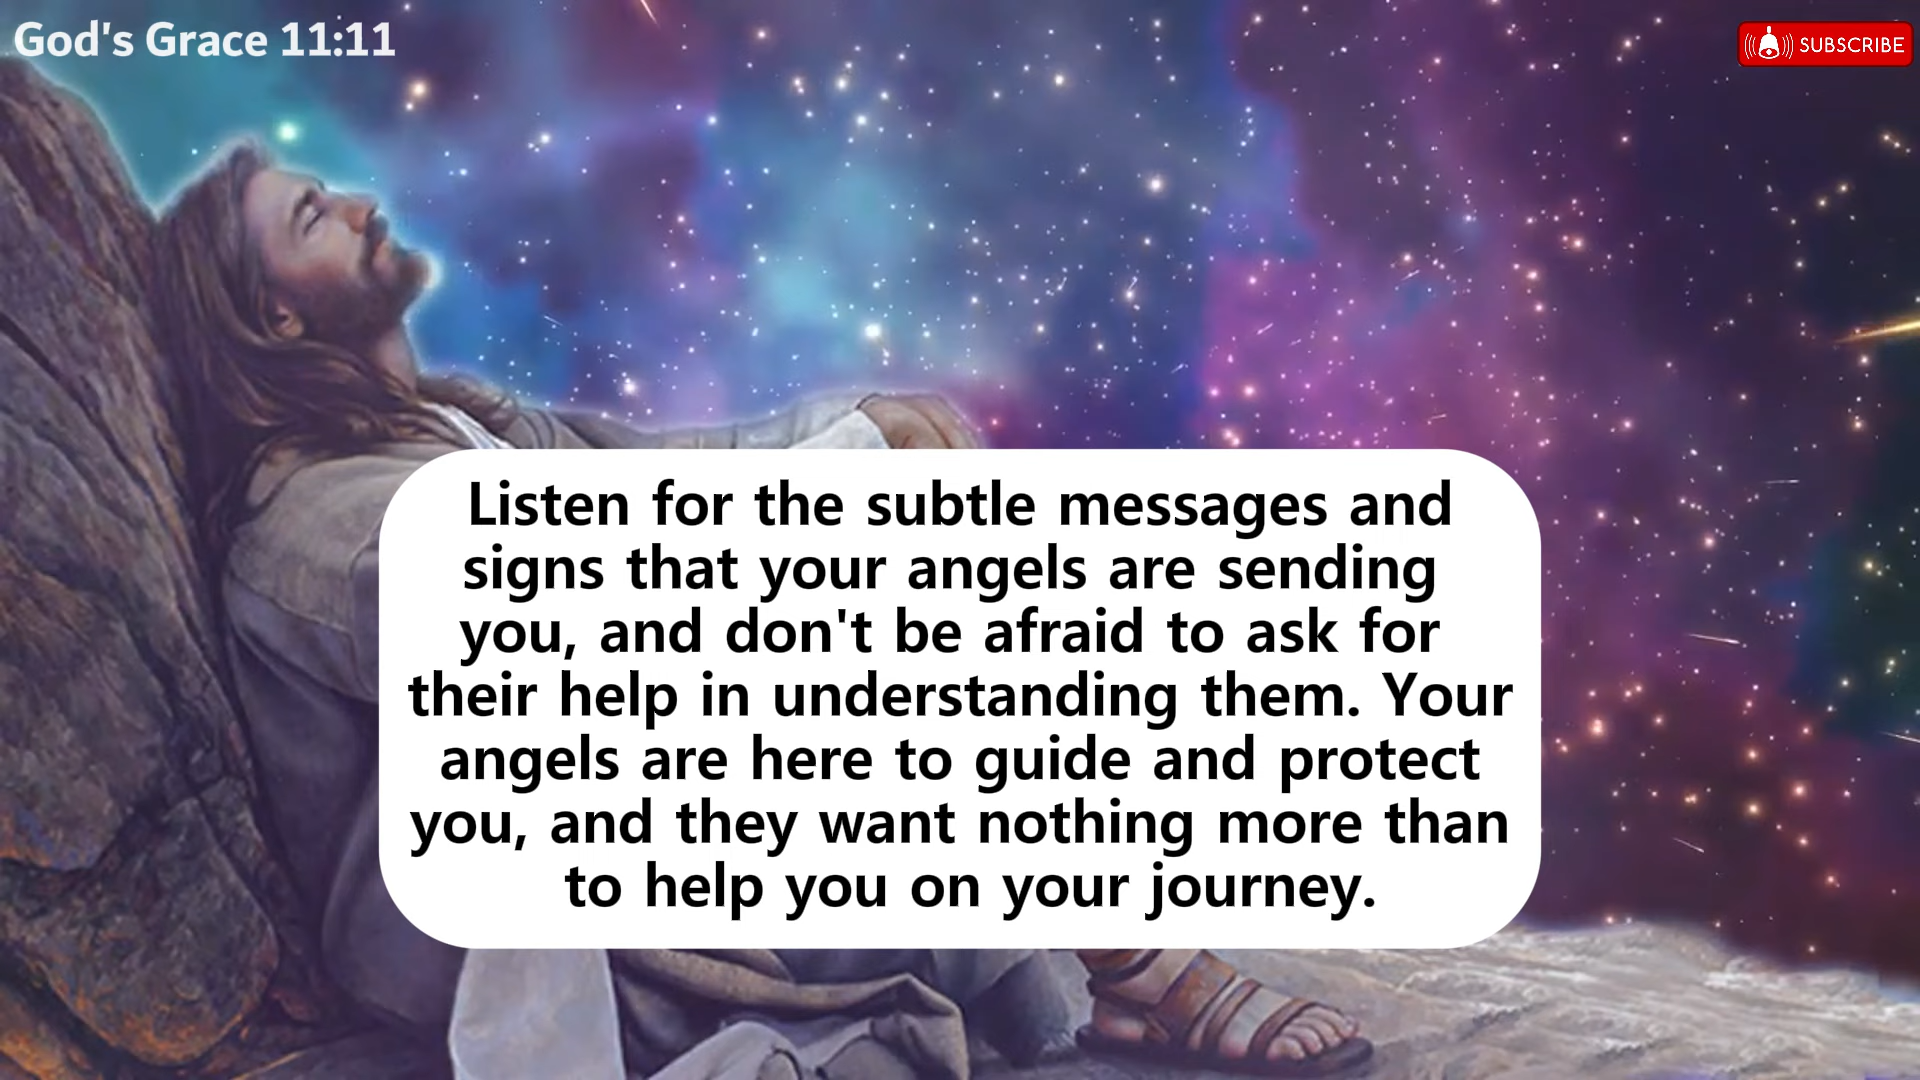 God's Grace 11:11
SUBSCRIBE
Listen for the subtle messages and
signs that your angels are sending
you, and don't be afraid to ask for
their help in understanding them. Your
angels are here to guide and protect
you, and they want nothing more than
to help you on your journey.